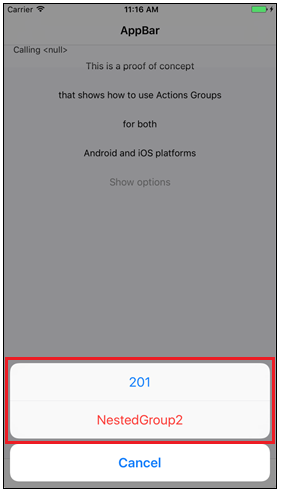 Carrier 11:16 AM
AppBar
Calling <null>
This is a proof of concept
that shows how to use Actions Groups
for both
Android and iOS platforms
Show options
201
NestedGroup2
Cancel